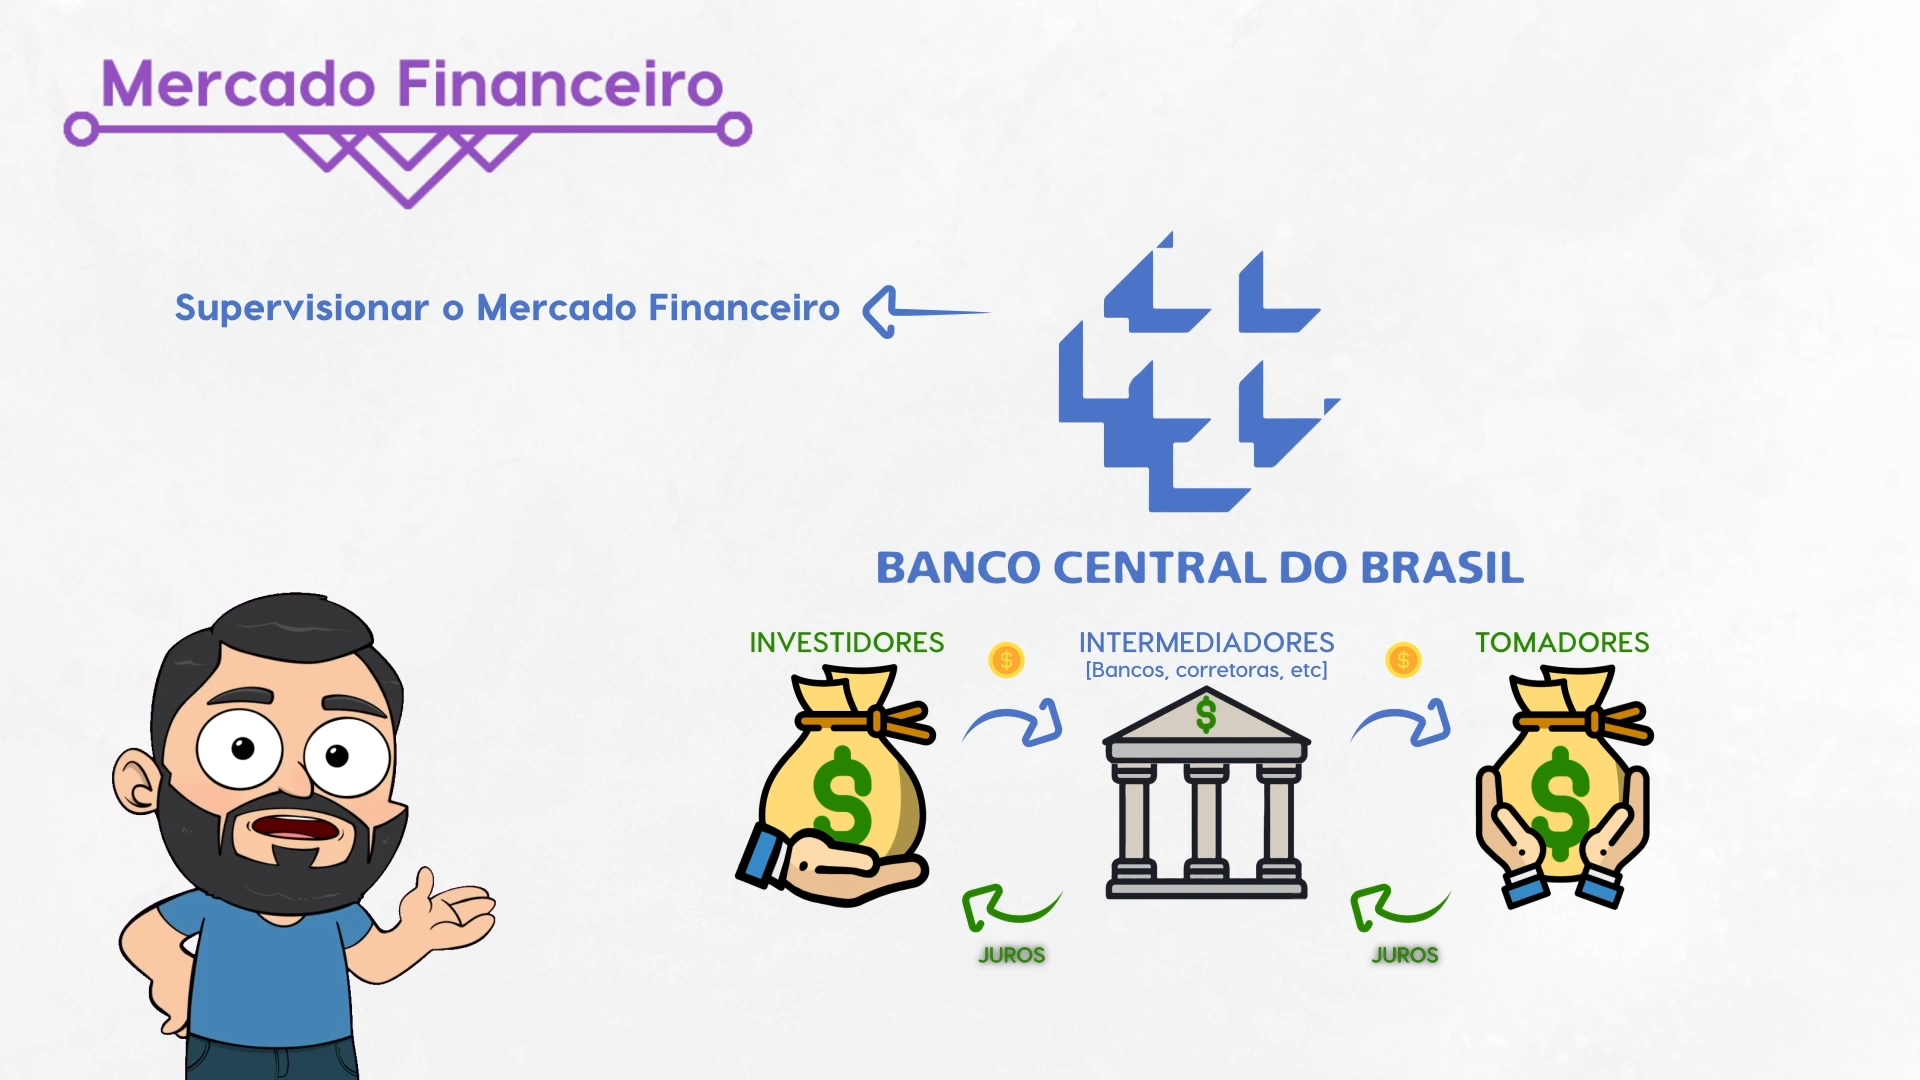 Mercado Financeiro
Supervisionar o Mercado Financeiro
BANCO CENTRAL DO BRASIL
INVESTIDORES
$
INTERMEDIADORES
[Bancos, corretoras, etc]
$
TOMADORES
$
$
$
JUROS
JUROS